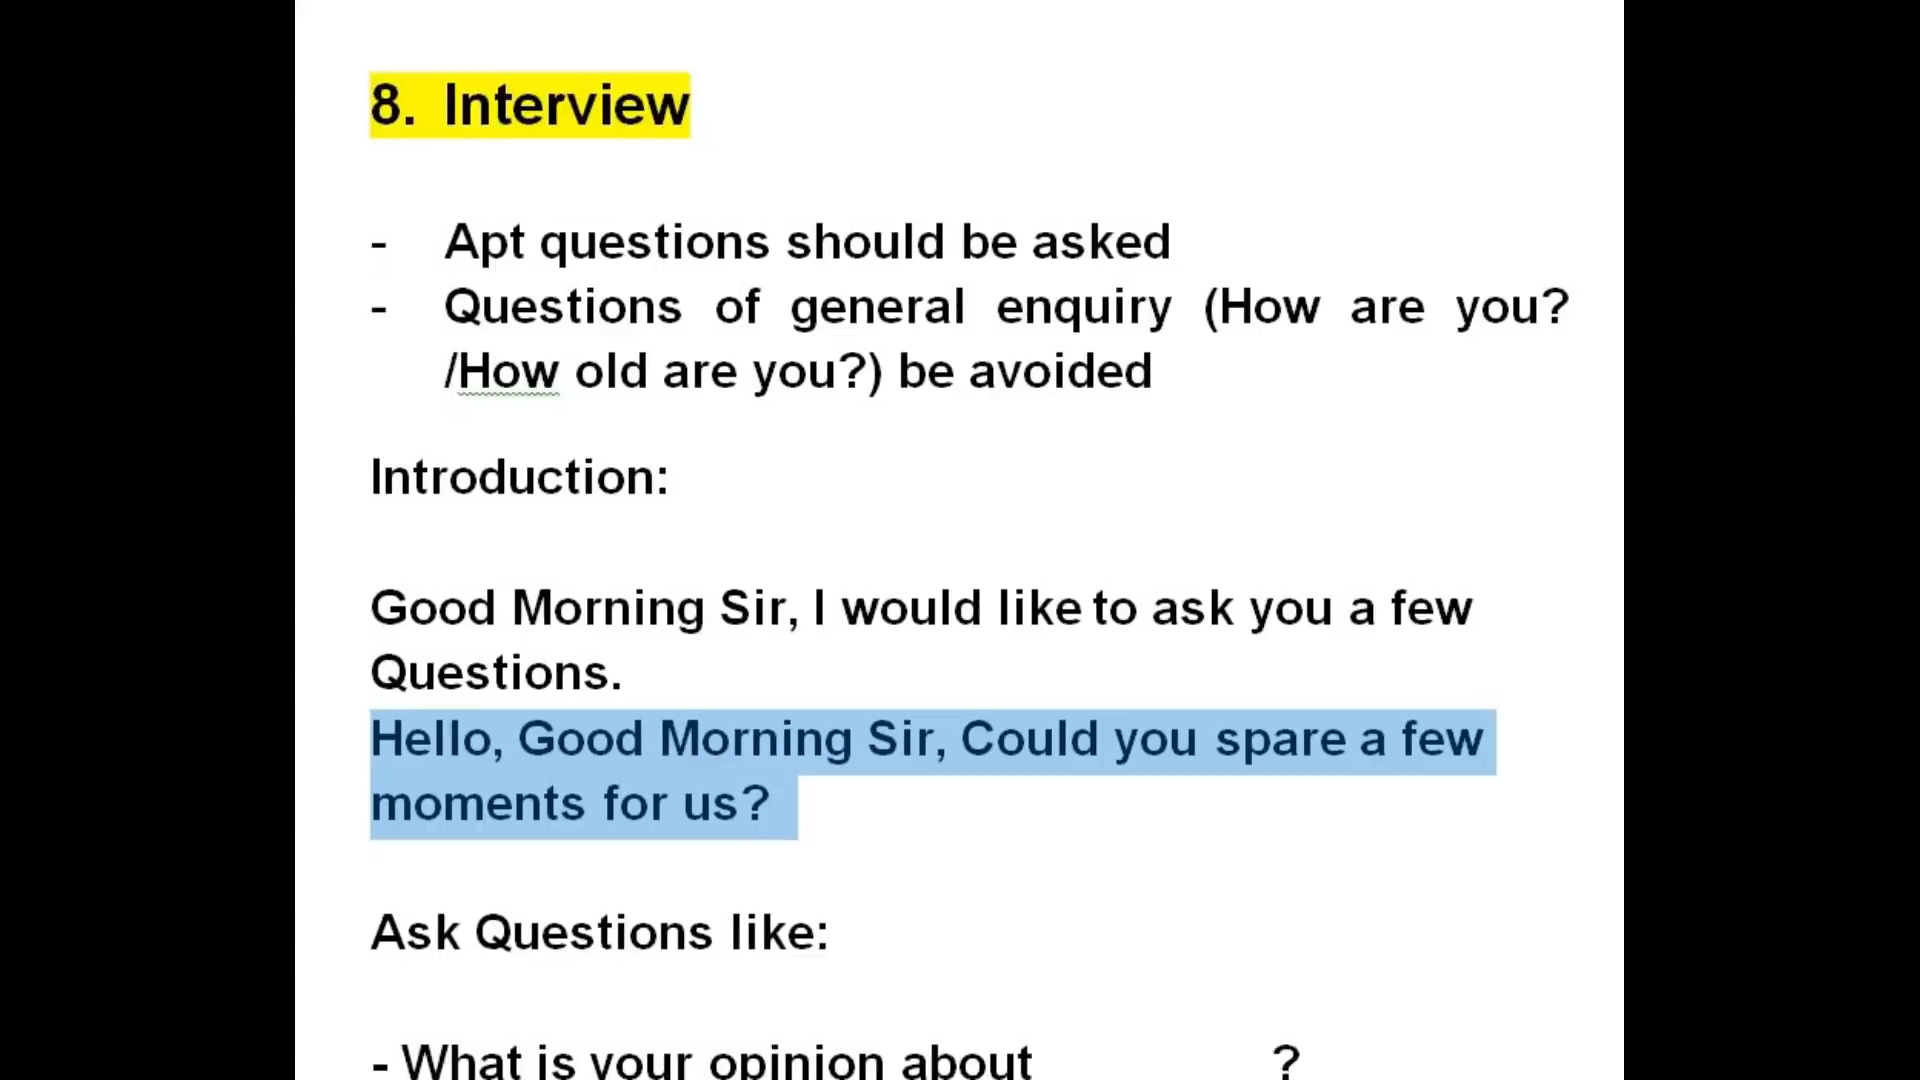 8. Interview
- Apt questions should be asked
- Questions of general enquiry (How are you?
/How old are you?) be avoided
Introduction:
Good Morning Sir, I would like to ask you a few
Questions.
Hello, Good Morning Sir, Could you spare a few
moments for us?
Ask Questions like:
- What is your opinion about ?